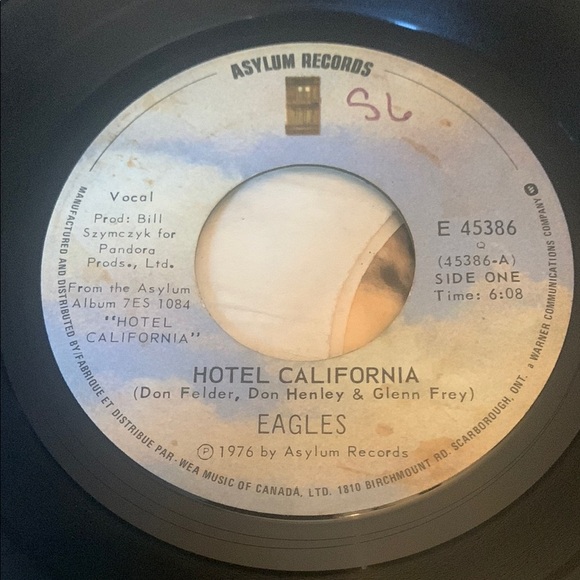 ASYLUM RECORDS
Vocal
Prod: Bill
Szymczyk for
Pandora
Prods., Ltd.
From the Asylum
Album 7ES 1084
"HOTEL
CALIFORNIA"
E 45386
(45386-A)
SIDE ONE
Time: 6:08
HOTEL CALIFORNIA
(Don Felder, Don Henley & Glenn Frey)
EAGLES
Ⓟ 1976 by Asylum Records
MANUFACTURED AND DISTRIBUTED BY/FABRIQUE ET DISTRIBUE PAR - WEA MUSIC OF CANADA, LTD. 1810 BIRCHMOUNT RD. SCARBOROUGH, ONT. a WARNER COMMUNICATIONS COMPANY